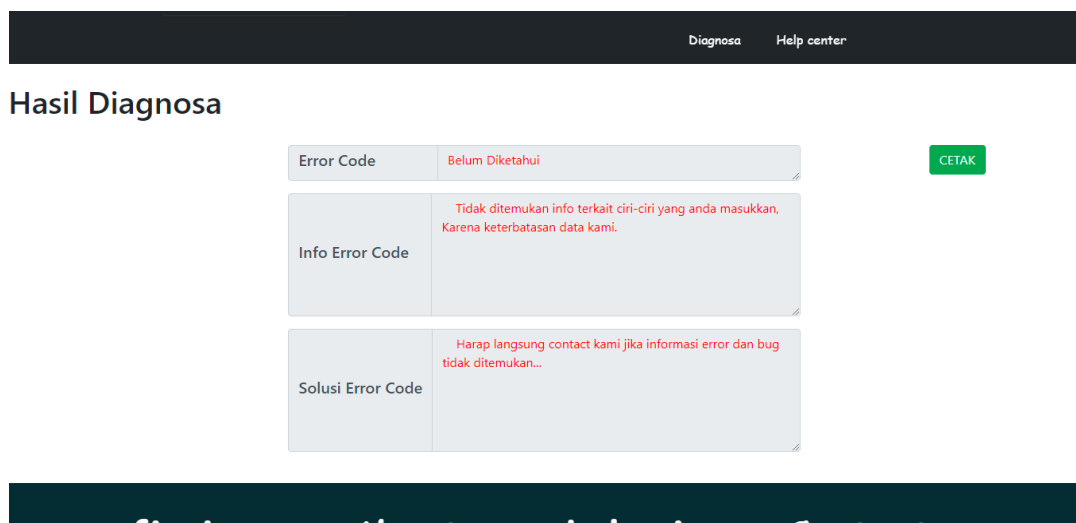 Diagnosa Help center
Hasil Diagnosa
Error Code Belum Diketahui
CETAK
Info Error Code
Tidak ditemukan info terkait ciri-ciri yang anda masukkan,
Karena keterbatasan data kami.
Solusi Error Code
Harap langsung contact kami jika informasi error dan bug
tidak ditemukan...